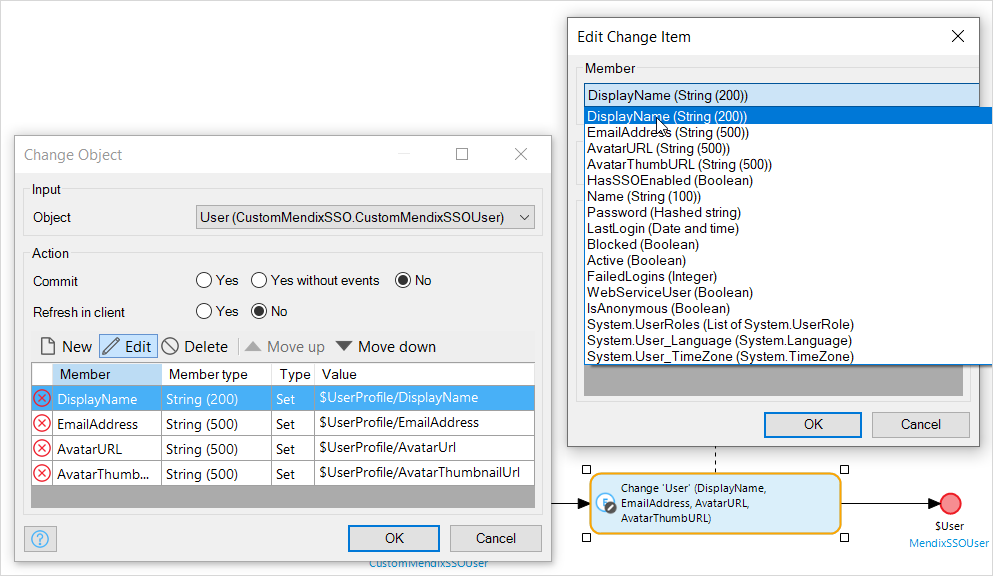 Edit Change Item
Member
DisplayName (String (200))
DisplayName (String (200))
EmailAddress (String (500))
AvatarURL (String (500))
AvatarThumbURL (String (500))
HasSSOEnabled (Boolean)
Name (String (100))
Password (Hashed string)
LastLogin (Date and time)
Blocked (Boolean)
Active (Boolean)
FailedLogins (Integer)
WebServiceUser (Boolean)
IsAnonymous (Boolean)
System.UserRoles (List of System.UserRole)
System.User_Language (System.Language)
System.User_TimeZone (System.TimeZone)
OK Cancel
Change Object
Input
Object User (CustomMendixSSO.CustomMendixSSOUser)
Action
Commit Yes Yes without events No
Refresh in client Yes No
New Edit Delete Move up Move down
Member Member type Type Value
DisplayName String (200) Set $UserProfile/DisplayName
EmailAddress String (500) Set $UserProfile/EmailAddress
AvatarURL String (500) Set $UserProfile/AvatarUrl
AvatarThumb... String (500) Set $UserProfile/AvatarThumbnailUrl
? OK Cancel
CustomMendixSSOUser
Change 'User' (DisplayName,
EmailAddress, AvatarURL,
AvatarThumbURL)
$User
MendixSSOUser